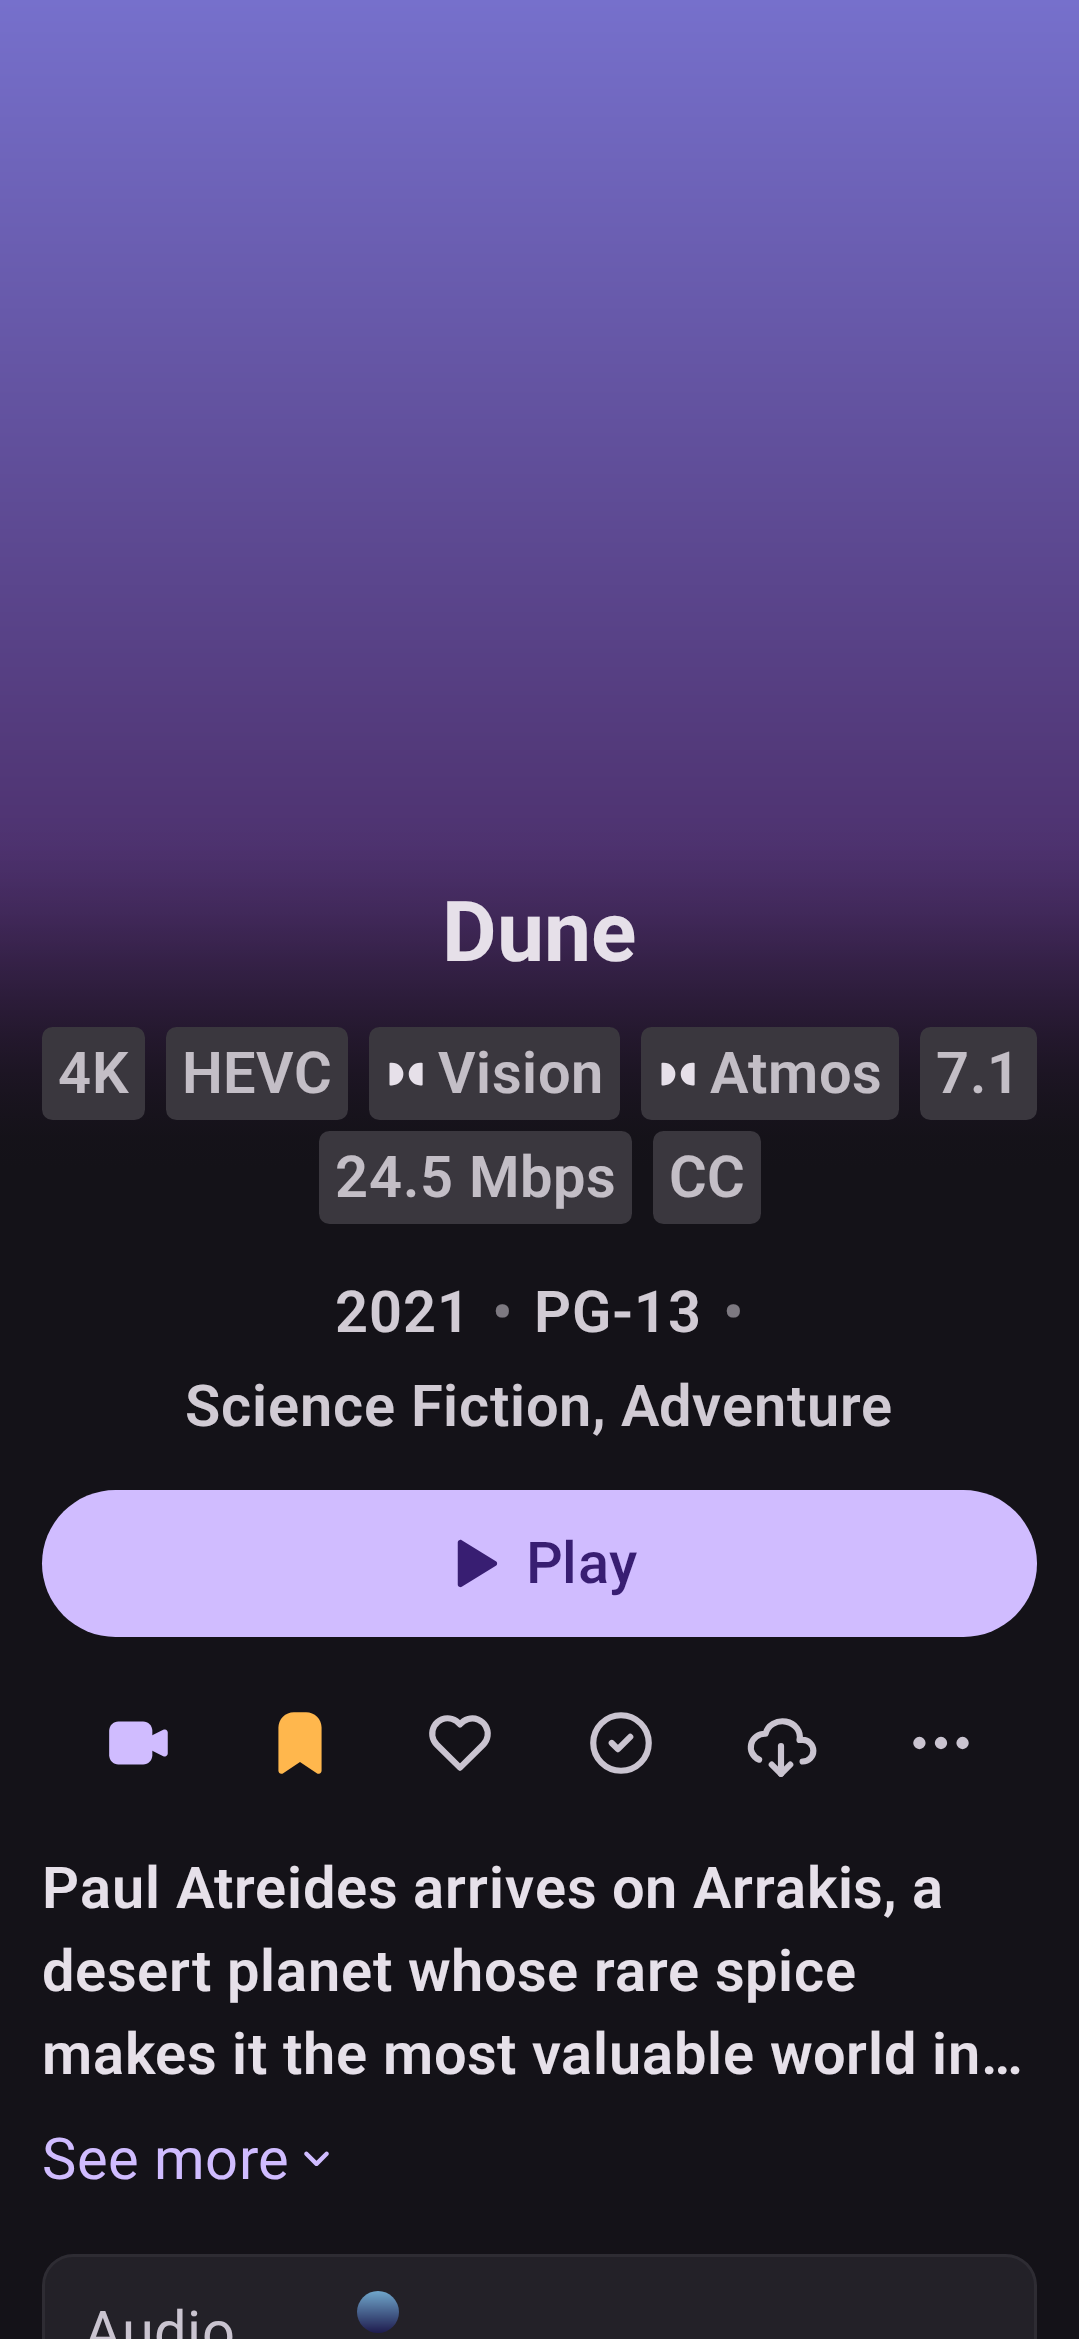 Dune
4K HEVC Vision Atmos 7.1
24.5 Mbps CC
2021 • PG-13 •
Science Fiction, Adventure
Play
Paul Atreides arrives on Arrakis, a
desert planet whose rare spice
makes it the most valuable world in…
See more
Audio